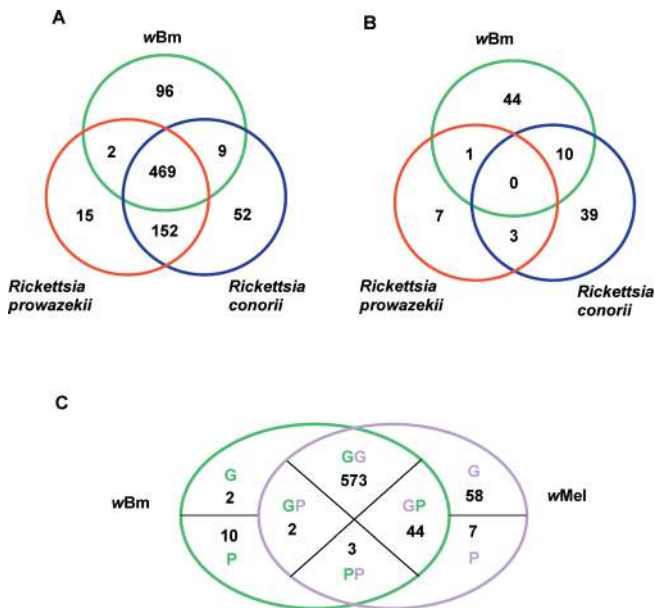 A
wBm
96
2
9
469
15
52
152
Rickettsia
prowazekii
Rickettsia
conorii
B
wBm
44
1
10
0
7
39
3
Rickettsia
prowazekii
Rickettsia
conorii
C
wBm
wMel
G
2
10
P
GG
573
GP
2
GP
44
3
PP
G
58
7
P